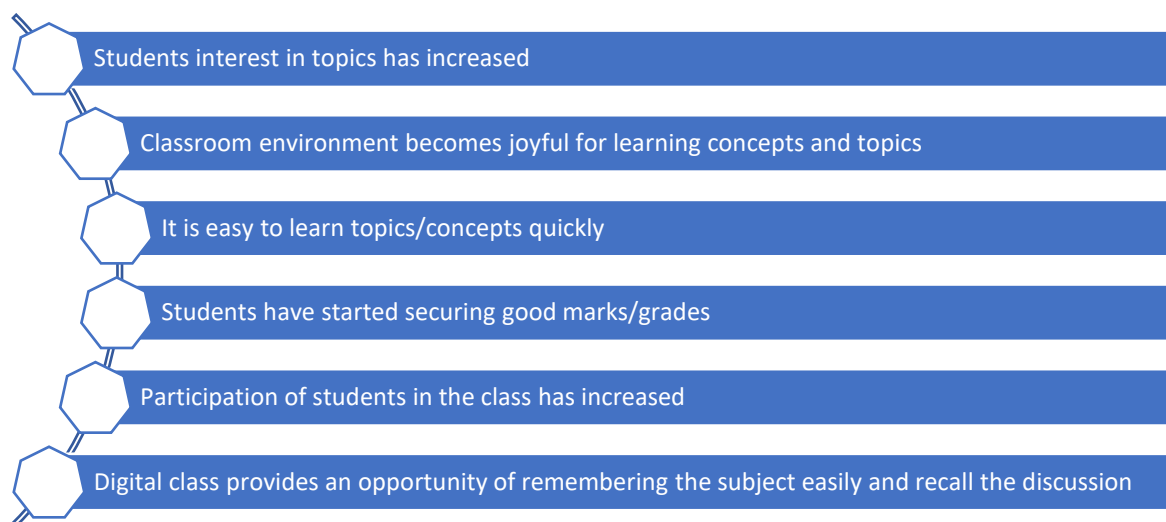 Students interest in topics has increased
Classroom environment becomes joyful for learning concepts and topics
It is easy to learn topics/concepts quickly
Students have started securing good marks/grades
Participation of students in the class has increased
Digital class provides an opportunity of remembering the subject easily and recall the discussion